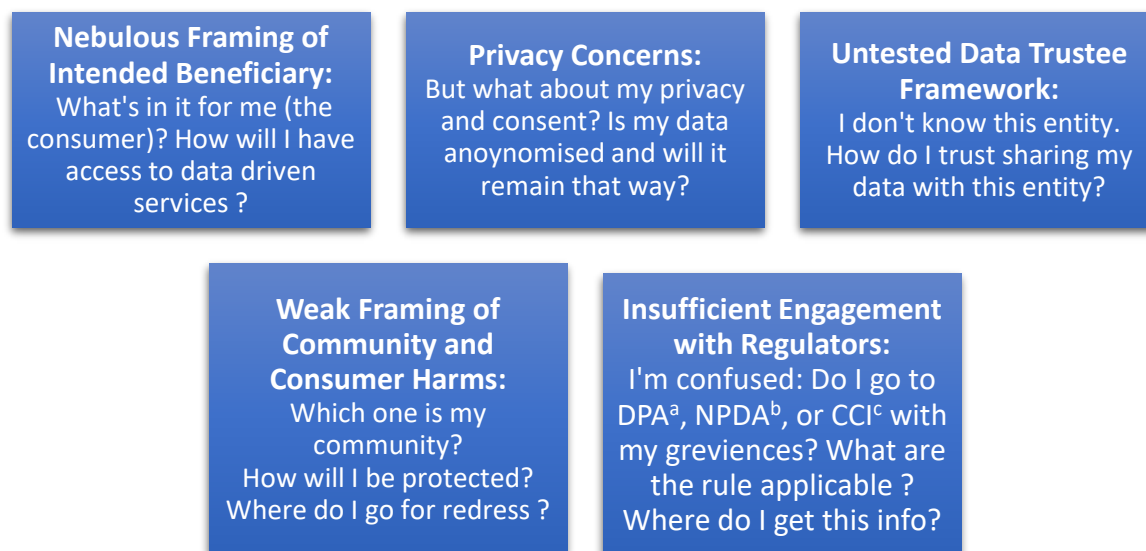 Nebulous Framing of
Intended Beneficiary:
What's in it for me (the
consumer)? How will I have
access to data driven
services ?
Privacy Concerns:
But what about my privacy
and consent? Is my data
anoynomised and will it
remain that way?
Untested Data Trustee
Framework:
I don't know this entity.
How do I trust sharing my
data with this entity?
Weak Framing of
Community and
Consumer Harms:
Which one is my
community?
How will I be protected?
Where do I go for redress ?
Insufficient Engagement
with Regulators:
I'm confused: Do I go to
DPAᵃ, NPDAᵇ, or CCIᶜ with
my greviences? What are
the rule applicable ?
Where do I get this info?